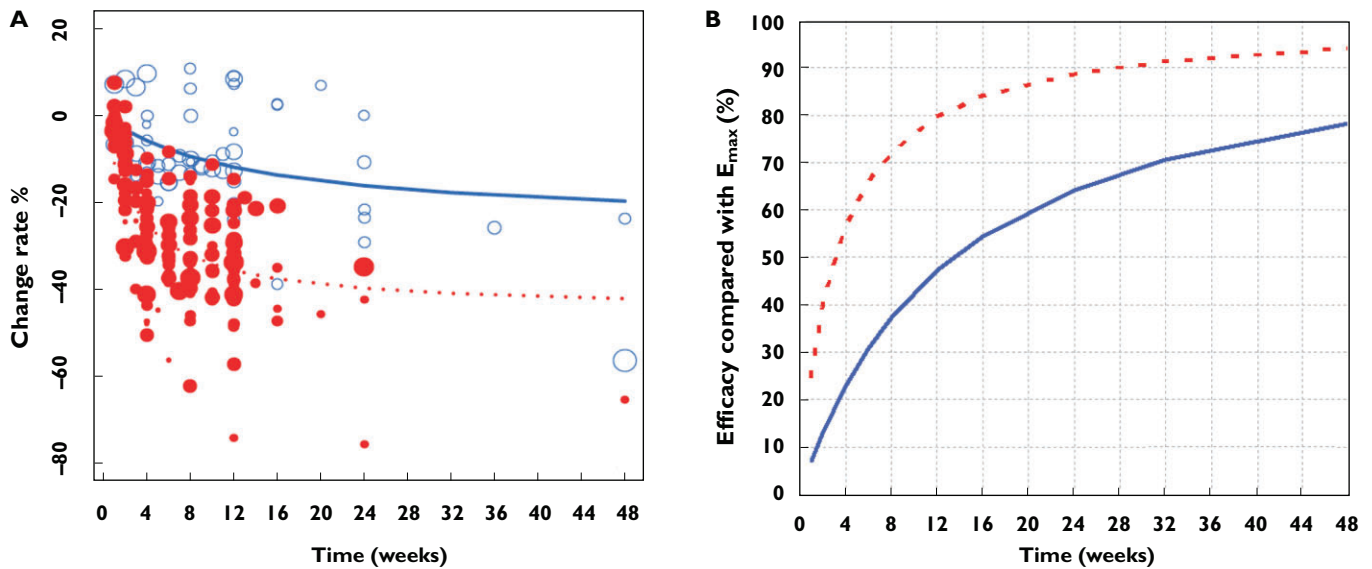 A
Change rate %
20
0
−20
−40
−60
−80
0 4 8 12 16 20 24 28 32 36 40 44 48
Time (weeks)
B
Efficacy compared with Emax (%)
100
90
80
70
60
50
40
30
20
10
0
0 4 8 12 16 20 24 28 32 36 40 44 48
Time (weeks)